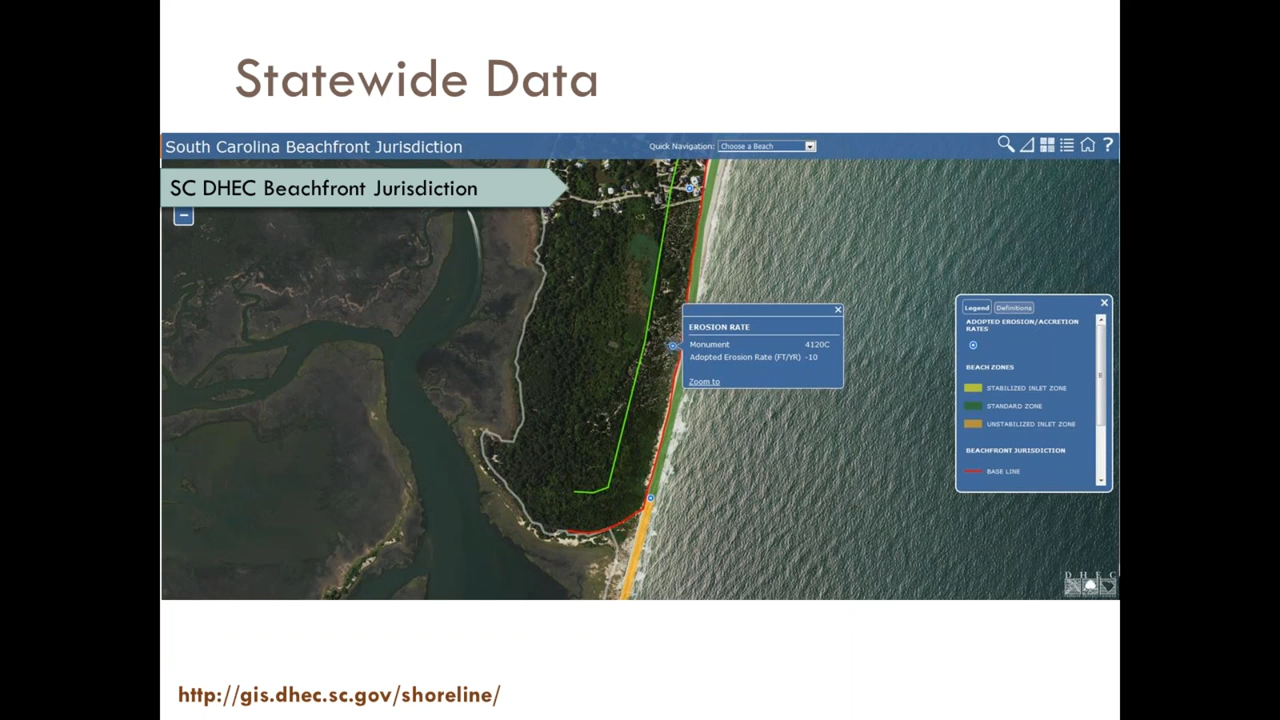 Statewide Data
South Carolina Beachfront Jurisdiction
Quick Navigation: Choose a Beach
?
SC DHEC Beachfront Jurisdiction
EROSION RATE
Monument 4120C
Adopted Erosion Rate (FT/YR) -10
Zoom to
Legend Definitions
ADOPTED EROSION/ACCRETION
RATES
BEACH ZONES
STABILIZED INLET ZONE
STANDARD ZONE
UNSTABILIZED INLET ZONE
BEACHFRONT JURISDICTION
BASE LINE
D H E C
http://gis.dhec.sc.gov/shoreline/